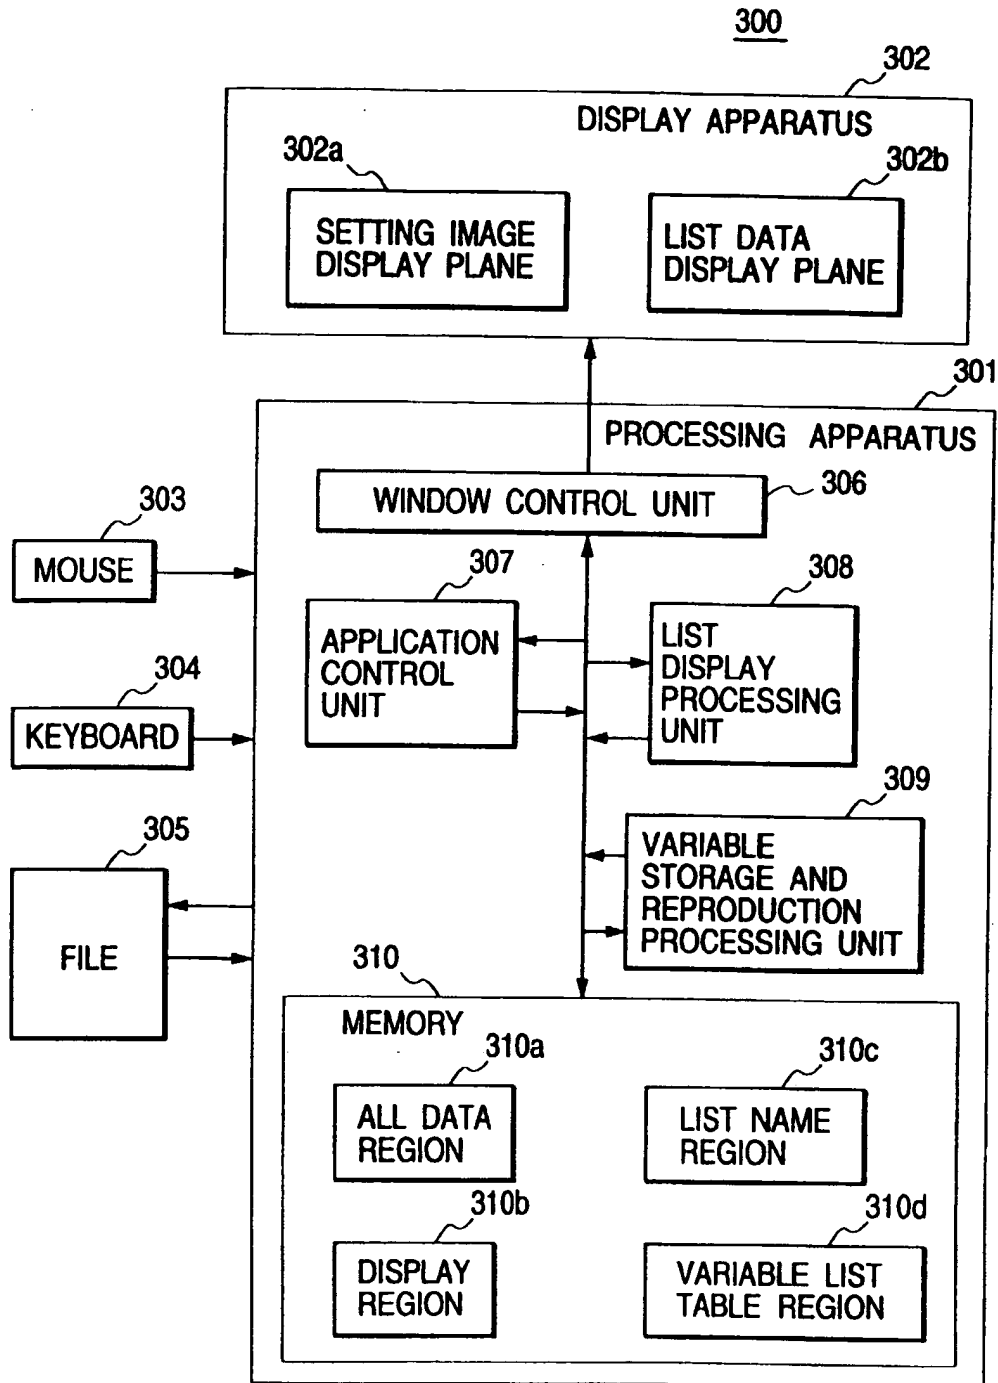 300
302
DISPLAY APPARATUS
302a
302b
SETTING IMAGE
DISPLAY PLANE
LIST DATA
DISPLAY PLANE
301
PROCESSING APPARATUS
WINDOW CONTROL UNIT
306
303
MOUSE
307
308
APPLICATION
CONTROL
UNIT
LIST
DISPLAY
PROCESSING
UNIT
304
KEYBOARD
309
VARIABLE
STORAGE AND
REPRODUCTION
PROCESSING UNIT
305
FILE
310
MEMORY
310a
310c
ALL DATA
REGION
LIST NAME
REGION
310b
310d
DISPLAY
REGION
VARIABLE LIST
TABLE REGION